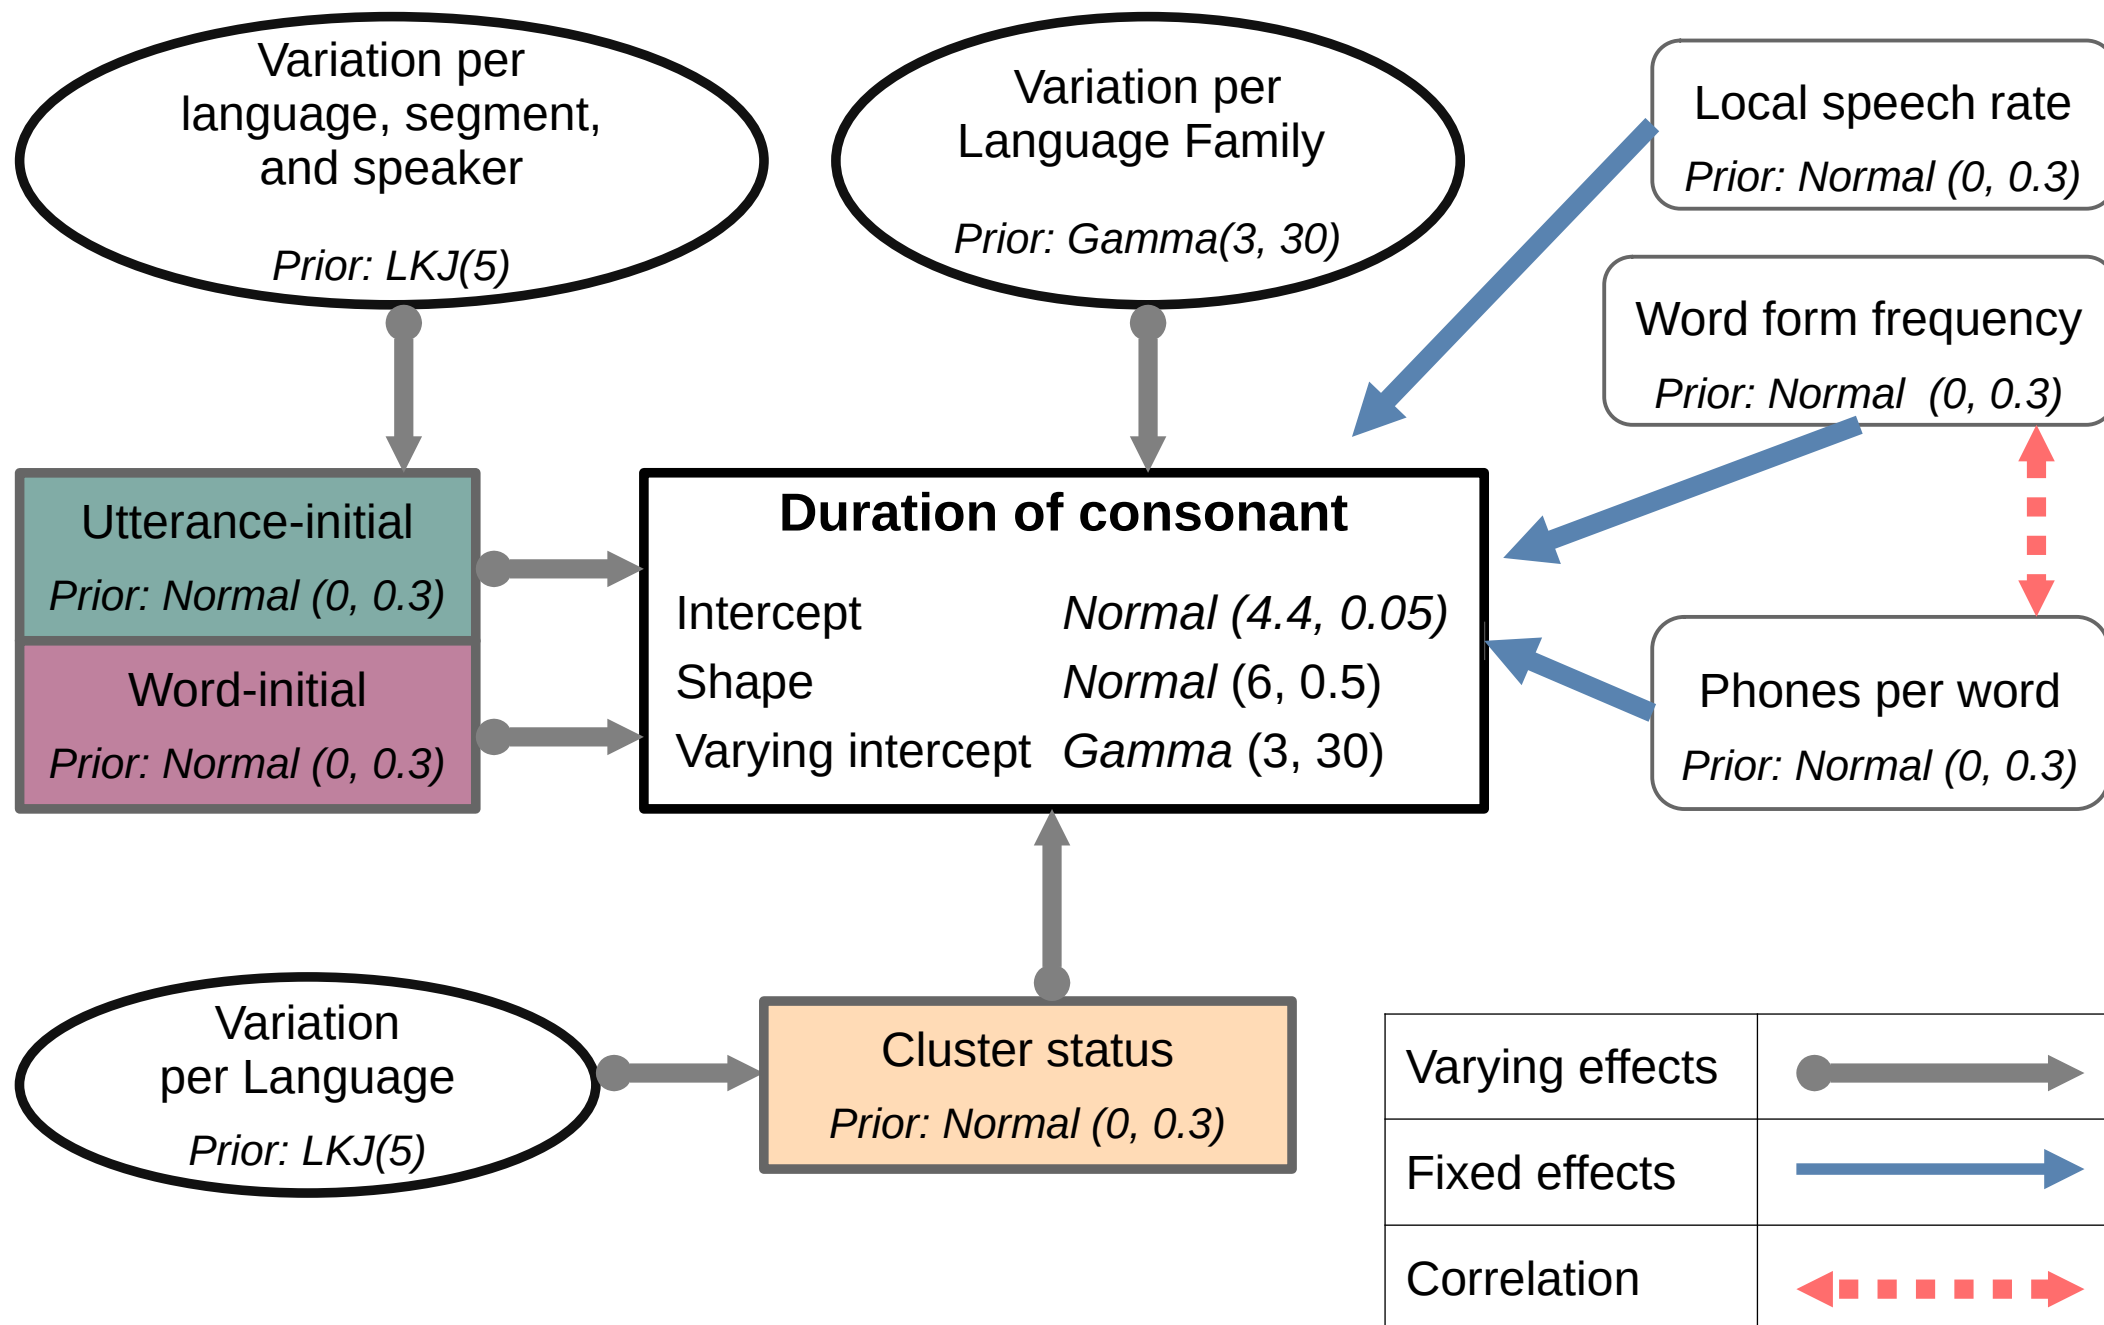 Variation per
language, segment,
and speaker
Prior: LKJ(5)
Variation per
Language Family
Prior: Gamma(3, 30)
Local speech rate
Prior: Normal (0, 0.3)
Word form frequency
Prior: Normal  (0, 0.3)
Utterance-initial
Prior: Normal (0, 0.3)
Word-initial
Prior: Normal (0, 0.3)
Duration of consonant
Intercept Normal (4.4, 0.05)
Shape Normal (6, 0.5)
Varying intercept Gamma (3, 30)
Phones per word
Prior: Normal (0, 0.3)
Variation
per Language
Prior: LKJ(5)
Cluster status
Prior: Normal (0, 0.3)
Varying effects
Fixed effects
Correlation